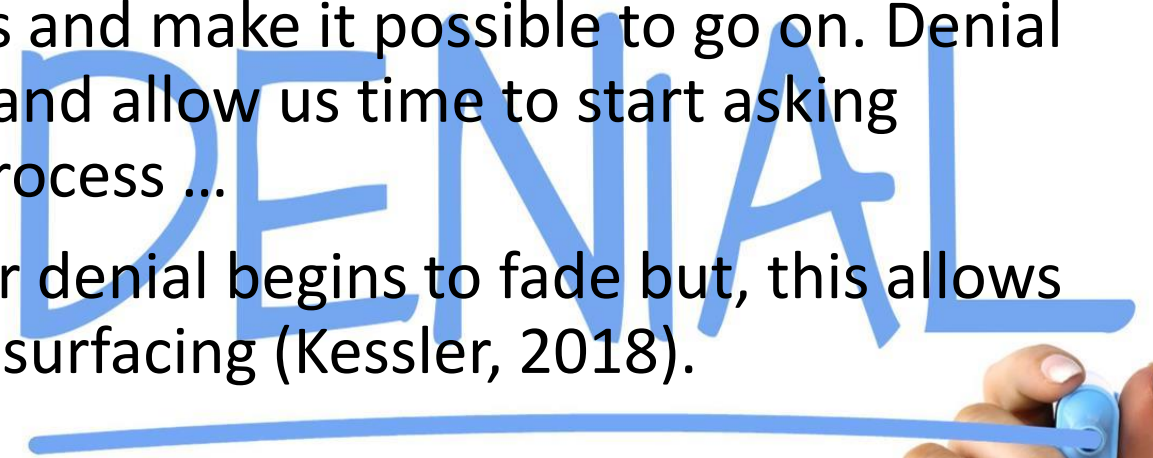 s and make it possible to go on. Denial
and allow us time to start asking
rocess …
r denial begins to fade but, this allows
surfacing (Kessler, 2018).
DENIAL